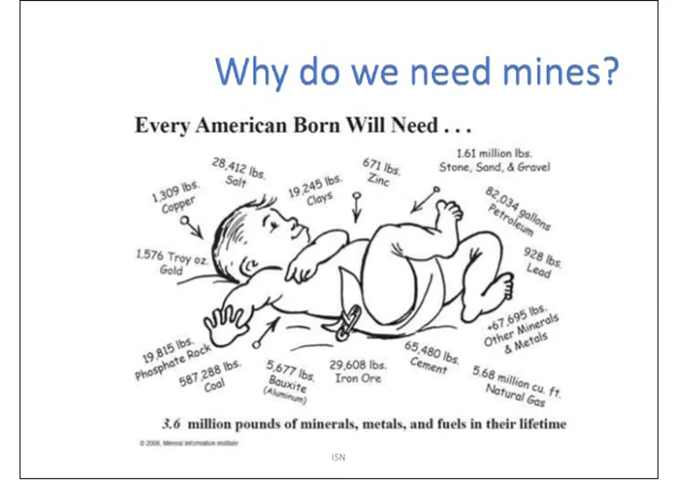 Why do we need mines?
Every American Born Will Need . . .
1.61 million lbs.
Stone, Sand, & Gravel
671 lbs.
Zinc
28,412 lbs.
Salt
19,245 lbs.
Clays
1,309 lbs.
Copper
82,034 gallons
Petroleum
1.576 Troy oz.
Gold
928 lbs.
Lead
+67,695 lbs.
Other Minerals
& Metals
19,815 lbs.
Phosphate Rock
587,288 lbs.
Coal
5,677 lbs.
Bauxite
(Aluminum)
29,608 lbs.
Iron Ore
65,480 lbs.
Cement
5.68 million cu. ft.
Natural Gas
3.6 million pounds of minerals, metals, and fuels in their lifetime
© 2009, Mineral Information Institute
ISN